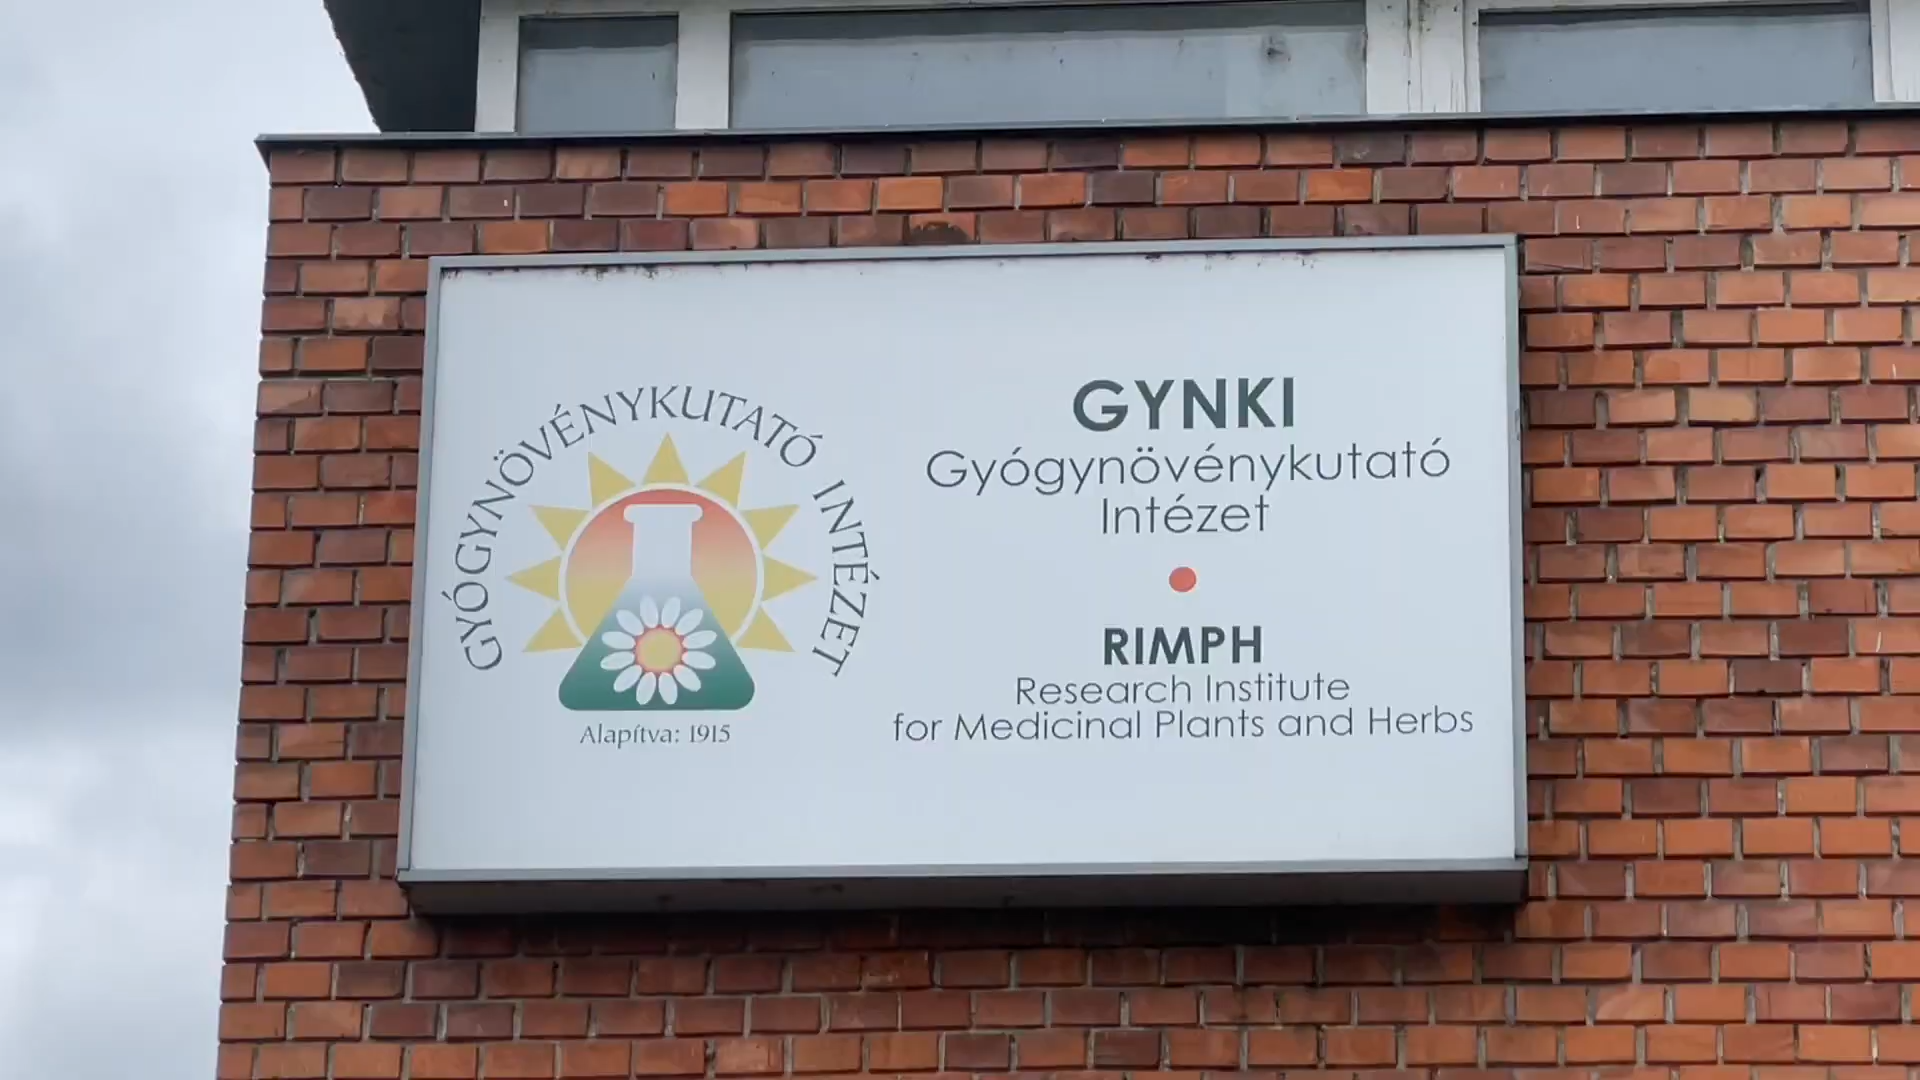 GYÓGYNÖVÉNYKUTATÓ INTÉZET
Alapítva: 1915
GYNKI
Gyógynövénykutató
Intézet
RIMPH
Research Institute
for Medicinal Plants and Herbs